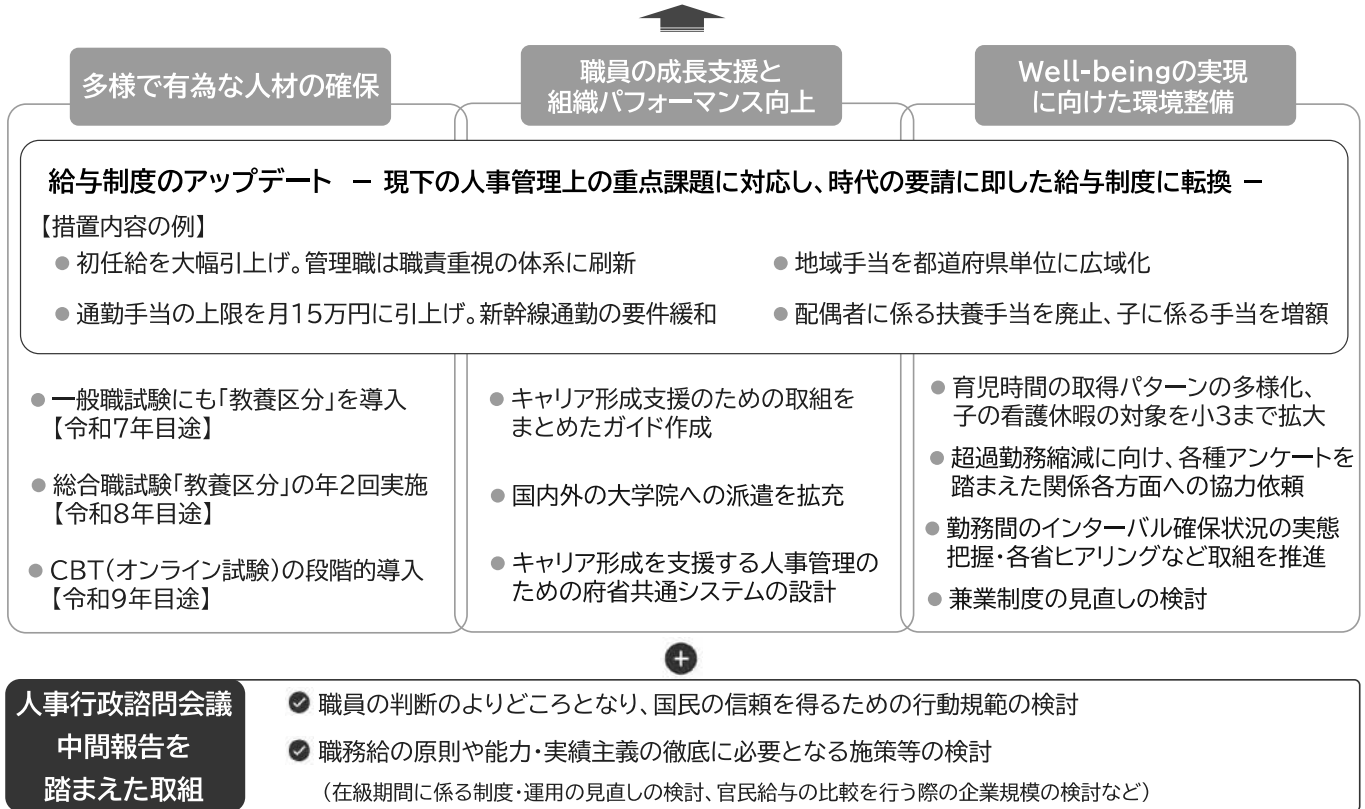 多様で有為な人材の確保
職員の成長支援と
組織パフォーマンス向上
Well-beingの実現
に向けた環境整備
給与制度のアップデート － 現下の人事管理上の重点課題に対応し、時代の要請に即した給与制度に転換 －
【措置内容の例】
● 初任給を大幅引上げ。管理職は職責重視の体系に刷新
● 地域手当を都道府県単位に広域化
● 通勤手当の上限を月15万円に引上げ。新幹線通勤の要件緩和
● 配偶者に係る扶養手当を廃止、子に係る手当を増額
● 一般職試験にも「教養区分」を導入
【令和7年目途】
● 総合職試験「教養区分」の年2回実施
【令和8年目途】
● CBT（オンライン試験）の段階的導入
【令和9年目途】
● キャリア形成支援のための取組を
まとめたガイド作成
● 国内外の大学院への派遣を拡充
● キャリア形成を支援する人事管理の
ための府省共通システムの設計
● 育児時間の取得パターンの多様化、
子の看護休暇の対象を小3まで拡大
● 超過勤務縮減に向け、各種アンケートを
踏まえた関係各方面への協力依頼
● 勤務間のインターバル確保状況の実態
把握・各省ヒアリングなど取組を推進
● 兼業制度の見直しの検討
人事行政諮問会議
中間報告を
踏まえた取組
職員の判断のよりどころとなり、国民の信頼を得るための行動規範の検討
職務給の原則や能力・実績主義の徹底に必要となる施策等の検討
（在級期間に係る制度・運用の見直しの検討、官民給与の比較を行う際の企業規模の検討など）